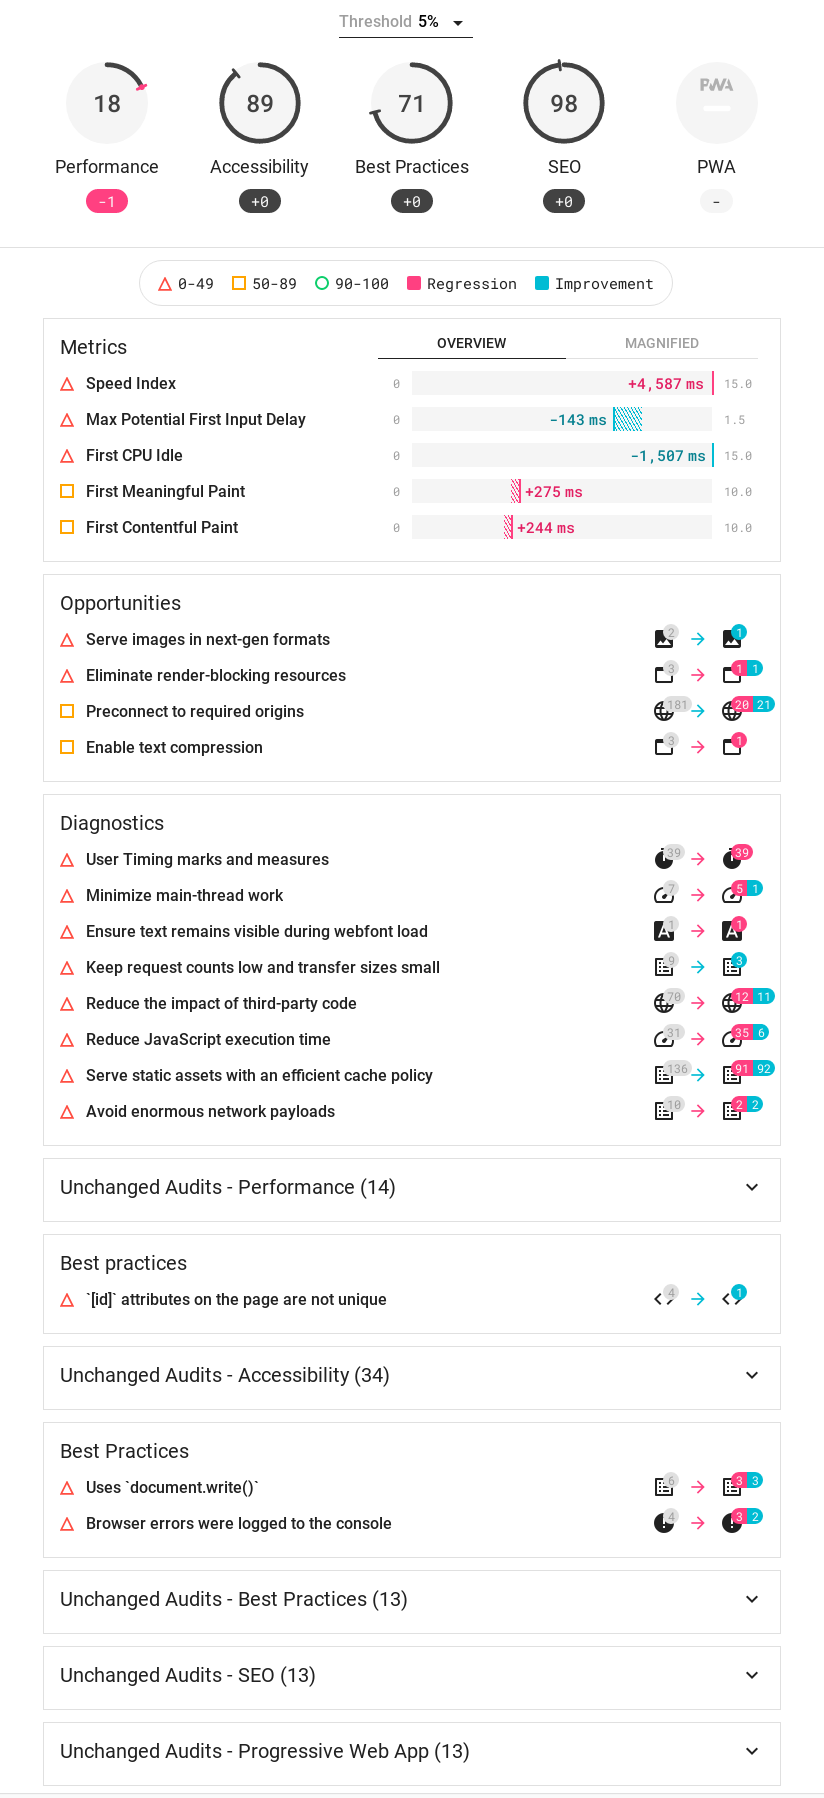 Threshold 5%
18 89 71 98 PWA
Performance Accessibility Best Practices SEO PWA
-1 +0 +0 +0 -
0-49 50-89 90-100 Regression Improvement
Metrics OVERVIEW MAGNIFIED
Speed Index 0 +4,587 ms 15.0
Max Potential First Input Delay 0 -143 ms 1.5
First CPU Idle 0 -1,507 ms 15.0
First Meaningful Paint 0 +275 ms 10.0
First Contentful Paint 0 +244 ms 10.0
Opportunities
Serve images in next-gen formats 2 1
Eliminate render-blocking resources 3 1 1
Preconnect to required origins 181 20 21
Enable text compression 3 1
Diagnostics
User Timing marks and measures 39 39
Minimize main-thread work 7 5 1
Ensure text remains visible during webfont load A 1 A 1
Keep request counts low and transfer sizes small 9 3
Reduce the impact of third-party code 70 12 11
Reduce JavaScript execution time 31 35 6
Serve static assets with an efficient cache policy 136 91 92
Avoid enormous network payloads 10 2 2
Unchanged Audits - Performance (14)
Best practices
`[id]` attributes on the page are not unique 4 1
Unchanged Audits - Accessibility (34)
Best Practices
Uses `document.write()` 6 3 3
Browser errors were logged to the console 4 3 2
Unchanged Audits - Best Practices (13)
Unchanged Audits - SEO (13)
Unchanged Audits - Progressive Web App (13)